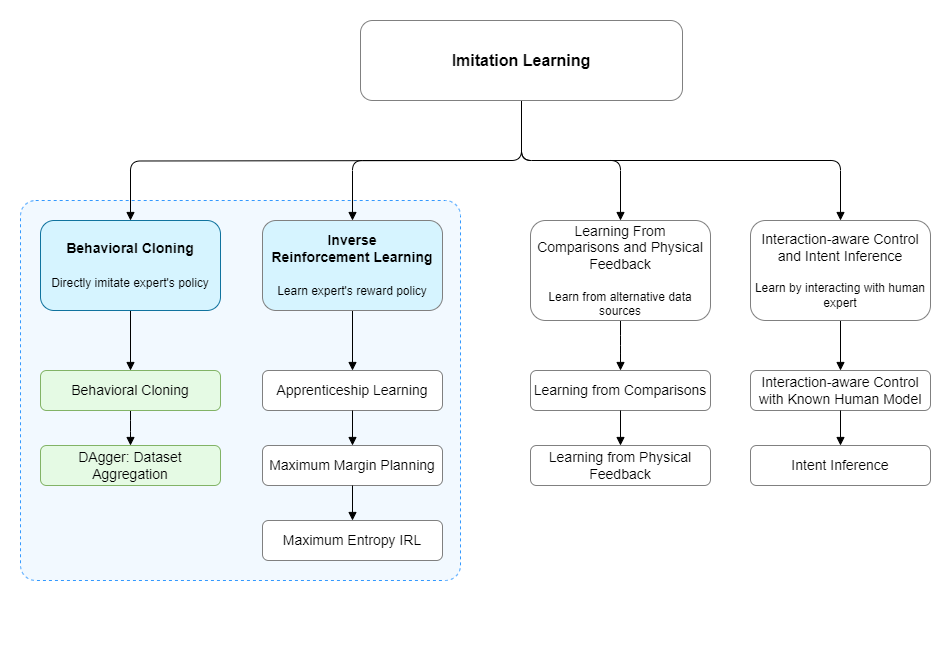 Imitation Learning
Behavioral Cloning
Directly imitate expert's policy
Inverse
Reinforcement Learning
Learn expert's reward policy
Learning From
Comparisons and Physical
Feedback
Learn from alternative data
sources
Interaction-aware Control
and Intent Inference
Learn by interacting with human
expert
Behavioral Cloning
Apprenticeship Learning
Learning from Comparisons
Interaction-aware Control
with Known Human Model
DAgger: Dataset
Aggregation
Maximum Margin Planning
Learning from Physical
Feedback
Intent Inference
Maximum Entropy IRL